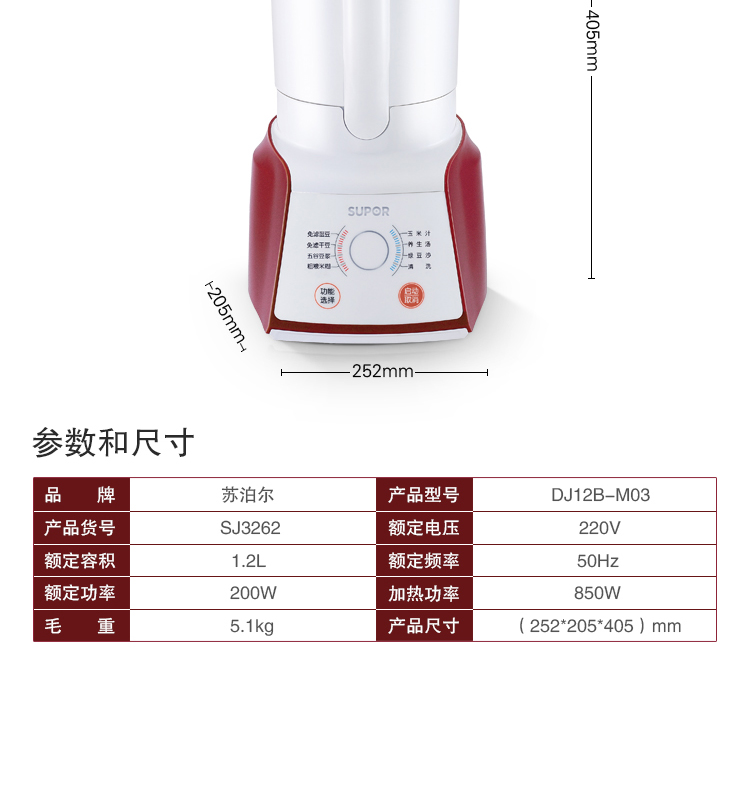 405mm
SUPOR
免滤湿豆
玉米汁
免滤干豆
养生汤
五谷豆浆
绿豆沙
粗粮米糊
清洗
功能
选择
启动
取消
205mm
252mm
参数和尺寸
品 牌 苏泊尔 产品型号 DJ12B-M03
产品货号 SJ3262 额定电压 220V
额定容积 1.2L 额定频率 50Hz
额定功率 200W 加热功率 850W
毛 重 5.1kg 产品尺寸 (252*205*405)mm